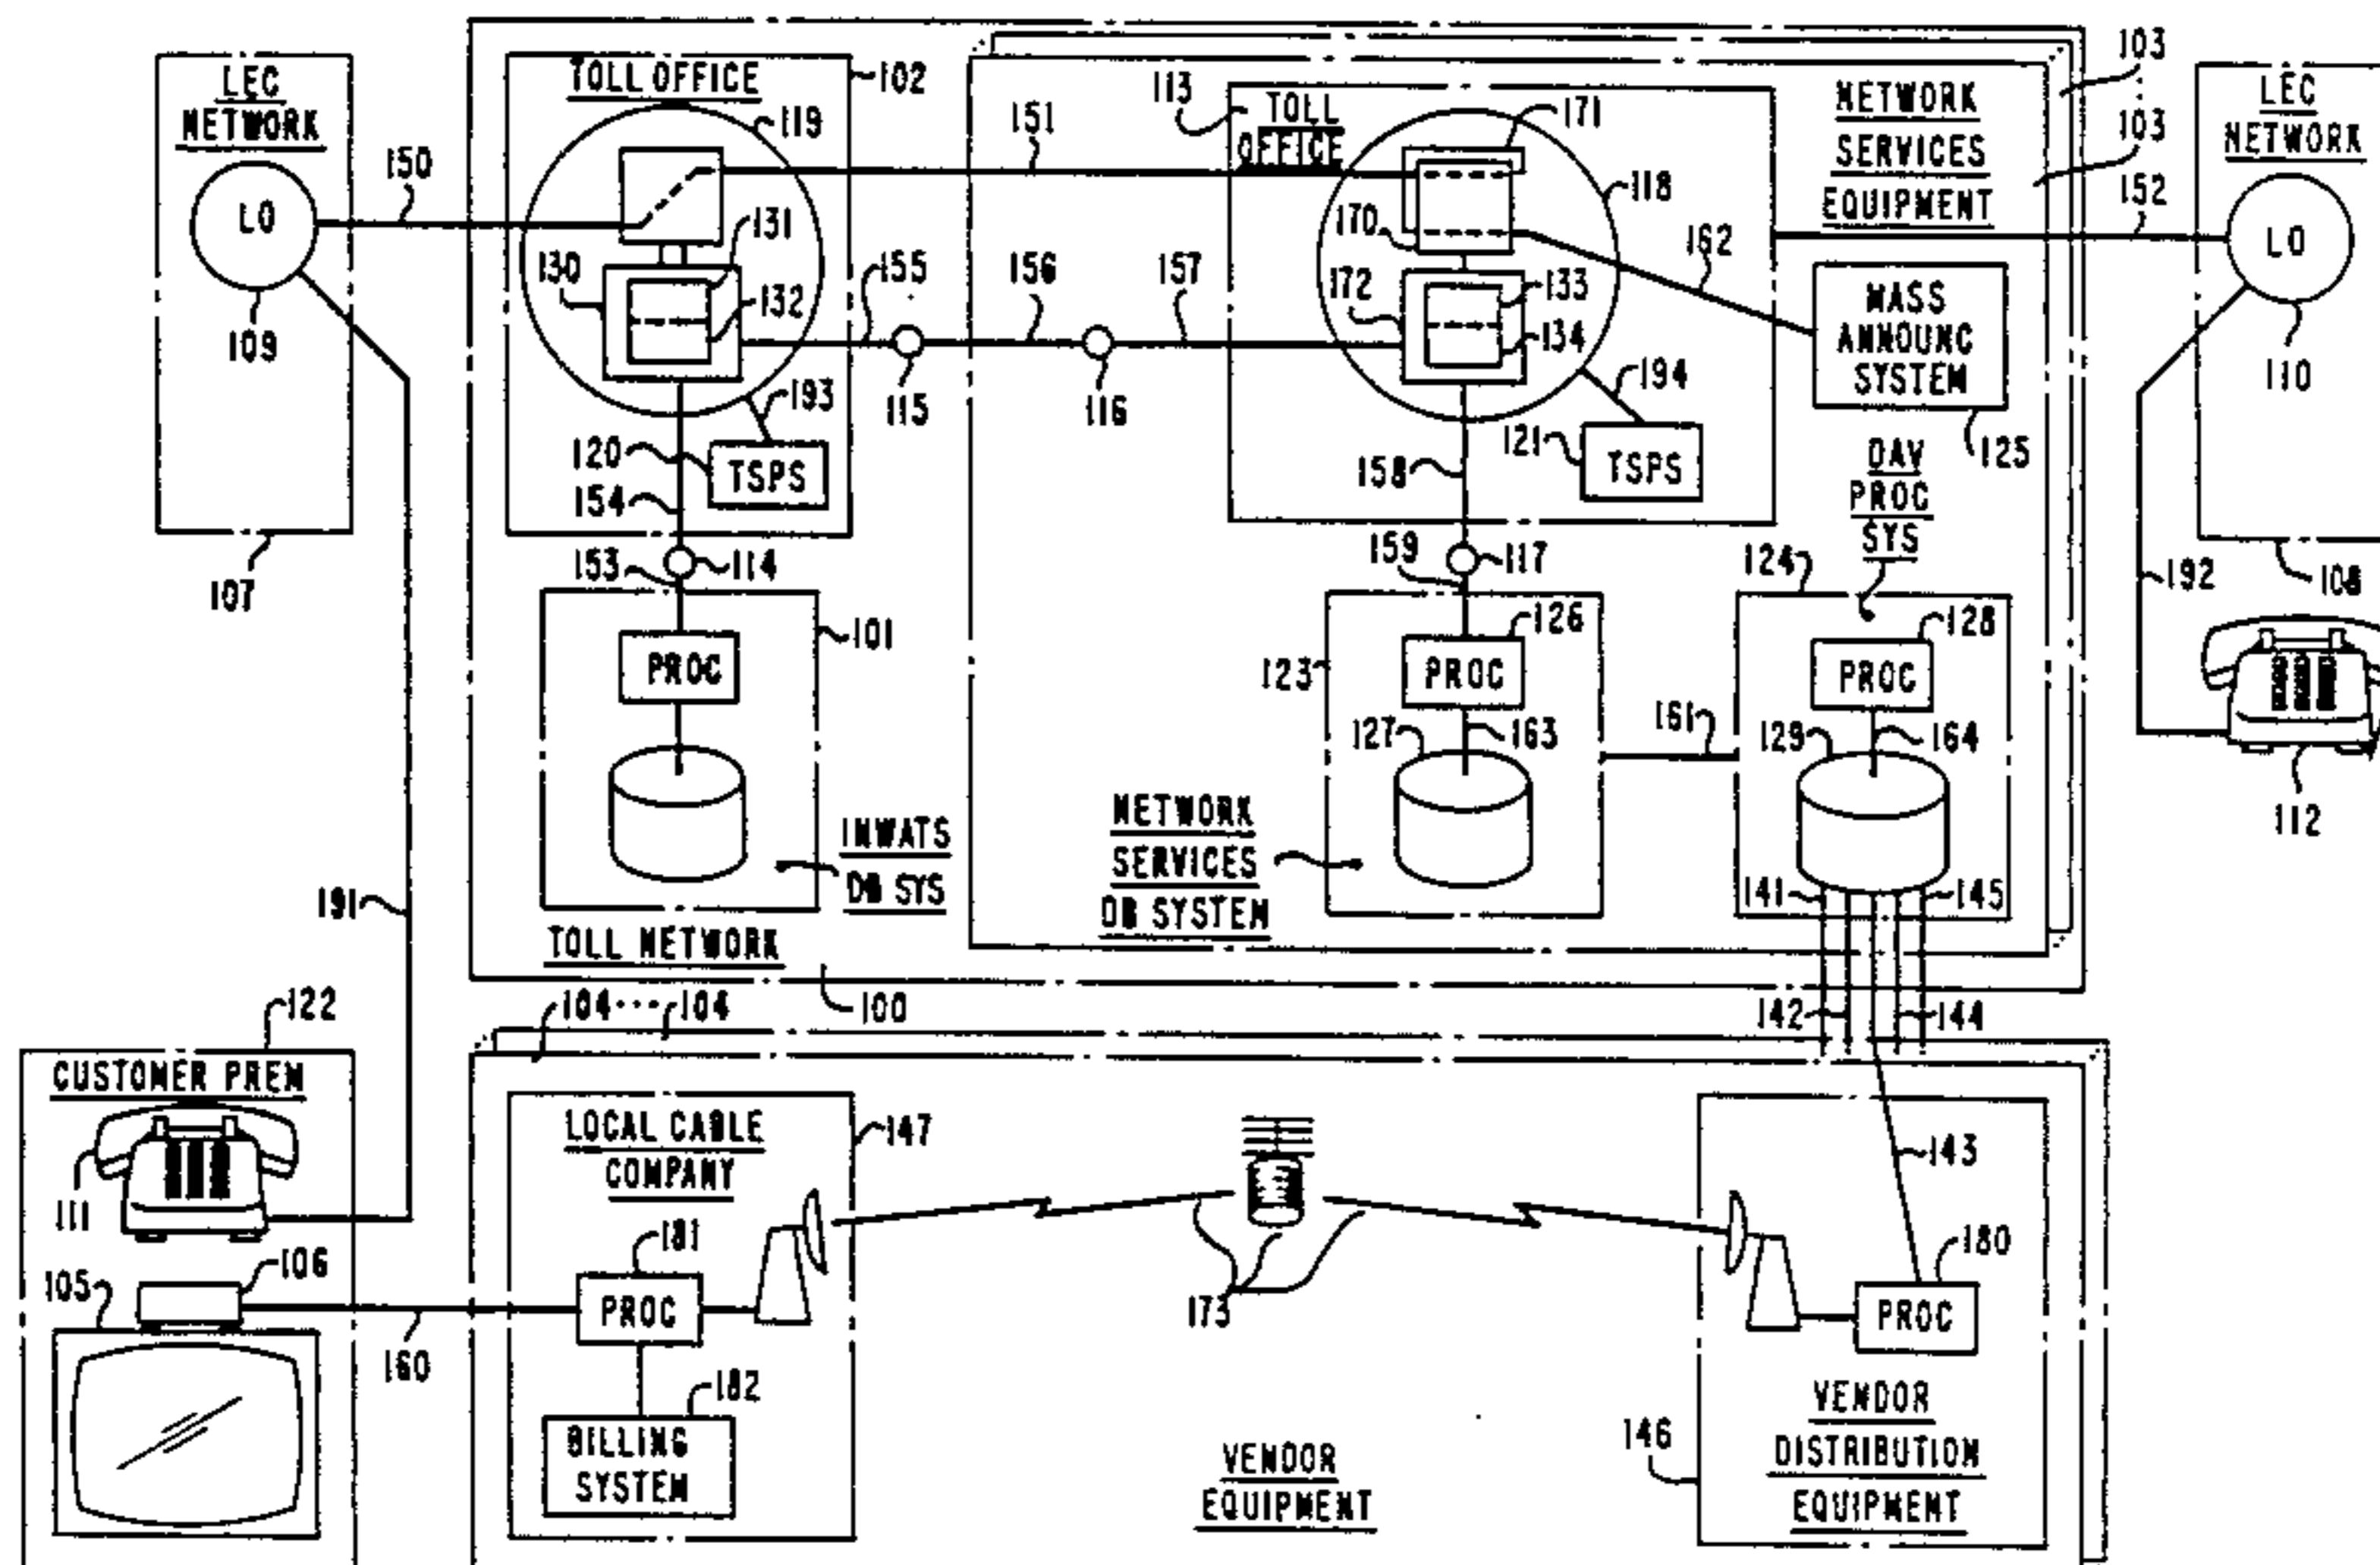 LEC
NETWORK
LO
109
107
150
TOLL OFFICE
102
119
130
131
132
155
193
120
TSPS
154
153
114
101
PROC
INWATS
DB SYS
TOLL NETWORK
100
151
115
156
116
157
113
TOLL
OFFICE
171
118
170
172
133
134
162
194
121
TSPS
158
159
117
126
PROC
123
127
163
161
NETWORK
SERVICES
DB SYSTEM
NETWORK
SERVICES
EQUIPMENT
103
103
152
MASS
ANNOUNC
SYSTEM
125
DAV
PROC
SYS
124
128
PROC
129
164
141
145
142
144
LEC
NETWORK
LO
110
108
192
112
191
122
CUSTOMER PREM
111
105
106
160
104 •••• 104
LOCAL CABLE
COMPANY
147
181
PROC
182
BILLING
SYSTEM
173
VENDOR
EQUIPMENT
143
180
PROC
146
VENDOR
DISTRIBUTION
EQUIPMENT